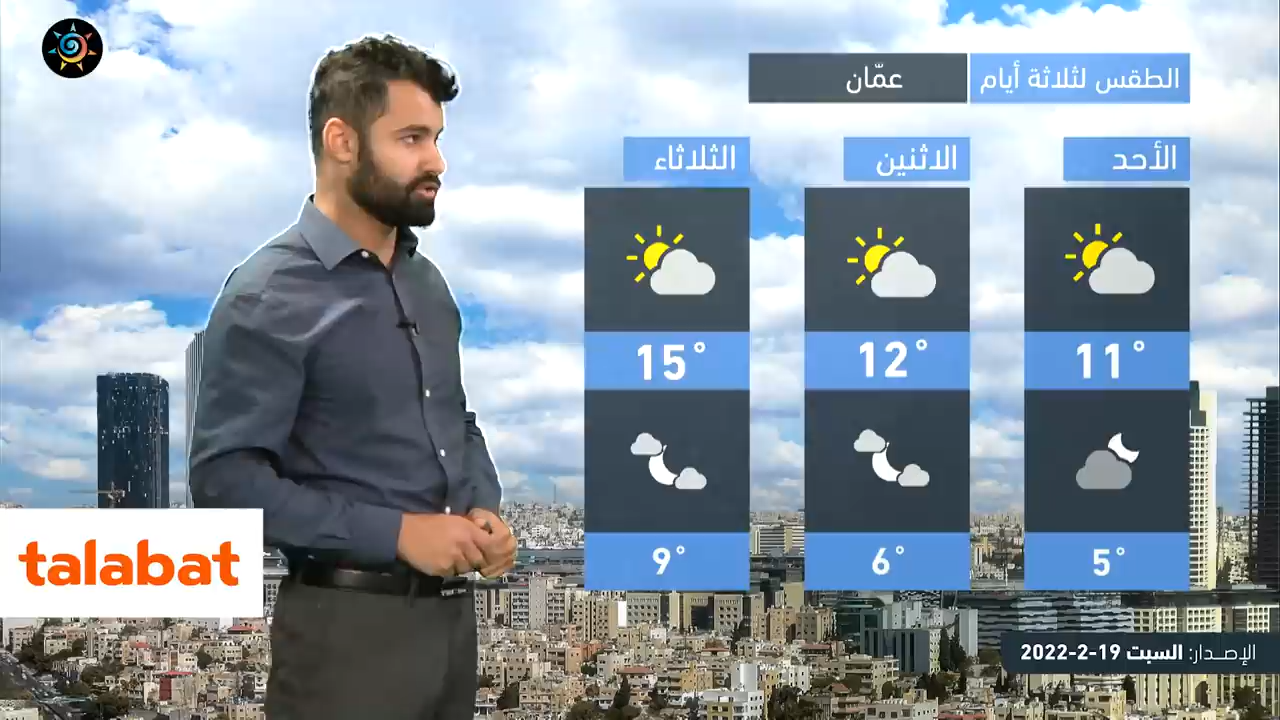 الطقس لثلاثة أيام
عمّان
الأحد
الاثنين
الثلاثاء
11°
12°
15°
5°
6°
9°
talabat
الإصدار: السبت 19-2-2022